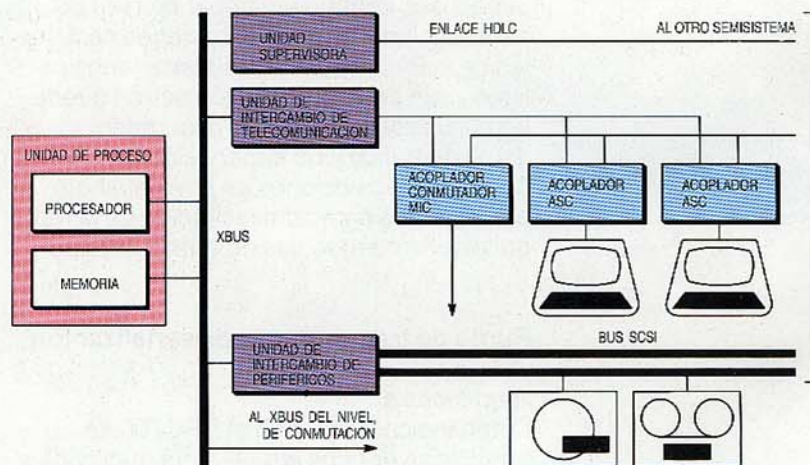 UNIDAD
SUPERVISORA
ENLACE HDLC
AL OTRO SEMISISTEMA
UNIDAD DE
INTERCAMBIO DE
TELECOMUNICACION
UNIDAD DE PROCESO
PROCESADOR
MEMORIA
XBUS
ACOPLADOR
CONMUTADOR
MIC
ACOPLADOR
ASC
ACOPLADOR
ASC
BUS SCSI
UNIDAD DE
INTERCAMBIO DE
PERIFERICOS
AL XBUS DEL NIVEL,
DE CONMUTACION